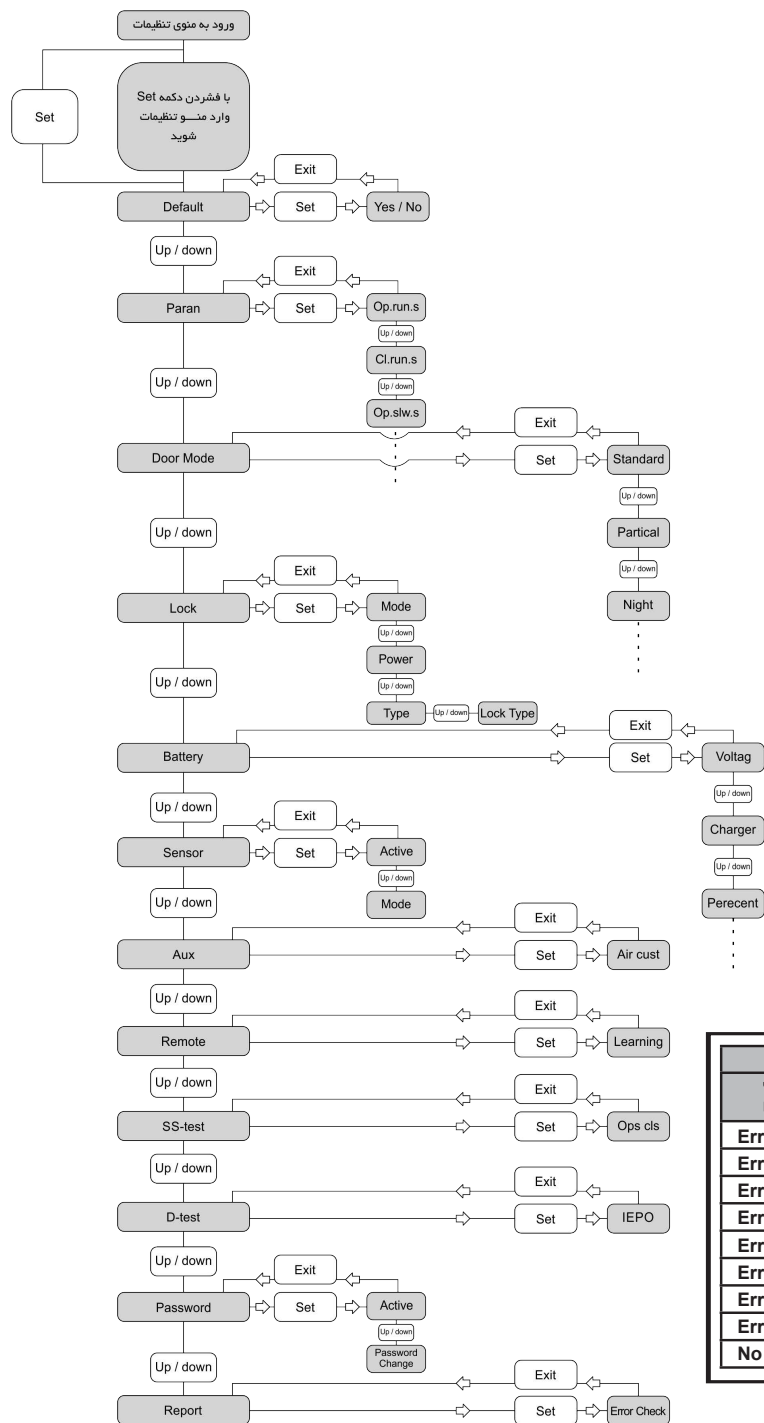 ورود به منوی تنظیمات
Set
با فشردن دکمه Set
وارد منـــو تنظیمات
شوید
Exit
Default
Set
Yes / No
Up / down
Exit
Paran
Set
Op.run.s
Up / down
Cl.run.s
Up / down
Up / down
Op.slw.s
Exit
Door Mode
Set
Standard
Up / down
Up / down
Partical
Up / down
Exit
Lock
Set
Mode
Night
Up / down
Power
Up / down
Up / down
Type
Up / down
Lock Type
Exit
Battery
Set
Voltag
Up / down
Up / down
Exit
Charger
Sensor
Set
Active
Up / down
Up / down
Up / down
Mode
Perecent
Exit
Aux
Set
Air cust
Up / down
Exit
Remote
Set
Learning
Up / down
Exit
SS-test
Set
Ops cls
Up / down
Exit
D-test
Set
IEPO
Up / down
Exit
Password
Set
Active
Up / down
Password
Change
Up / down
Exit
Report
Set
Error Check
Err
Err
Err
Err
Err
Err
Err
Err
No